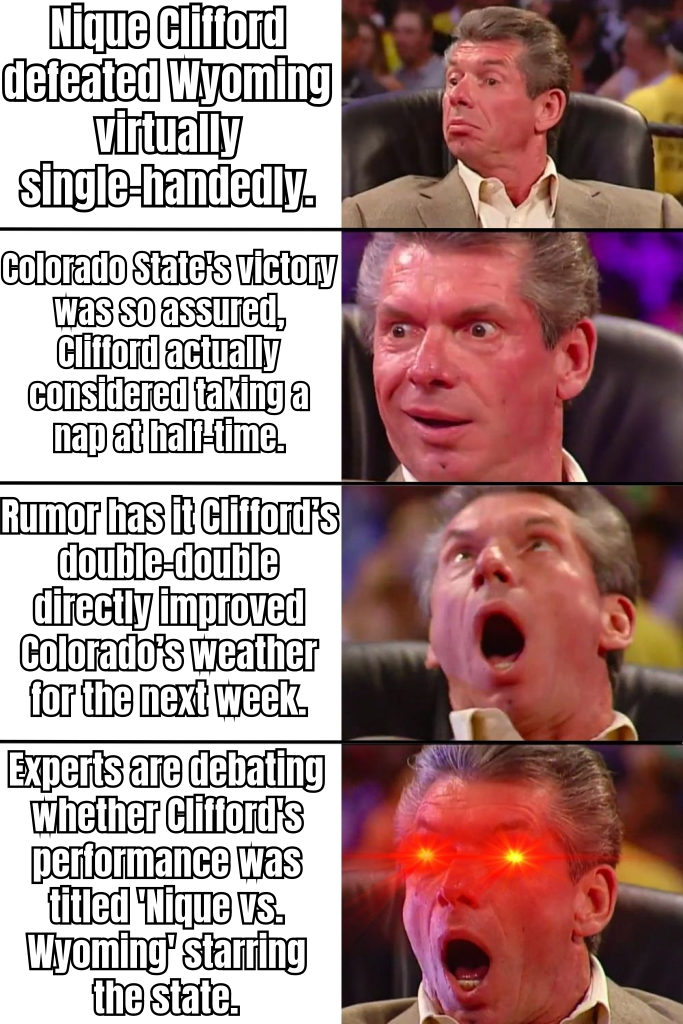 Nique Clifford
defeated Wyoming
virtually
single-handedly.
Colorado State's victory
was so assured,
Clifford actually
considered taking a
nap at half-time.
Rumor has it Clifford’s
double-double
directly improved
Colorado’s weather
for the next week.
Experts are debating
whether Clifford's
performance was
titled 'Nique vs.
Wyoming' starring
the state.